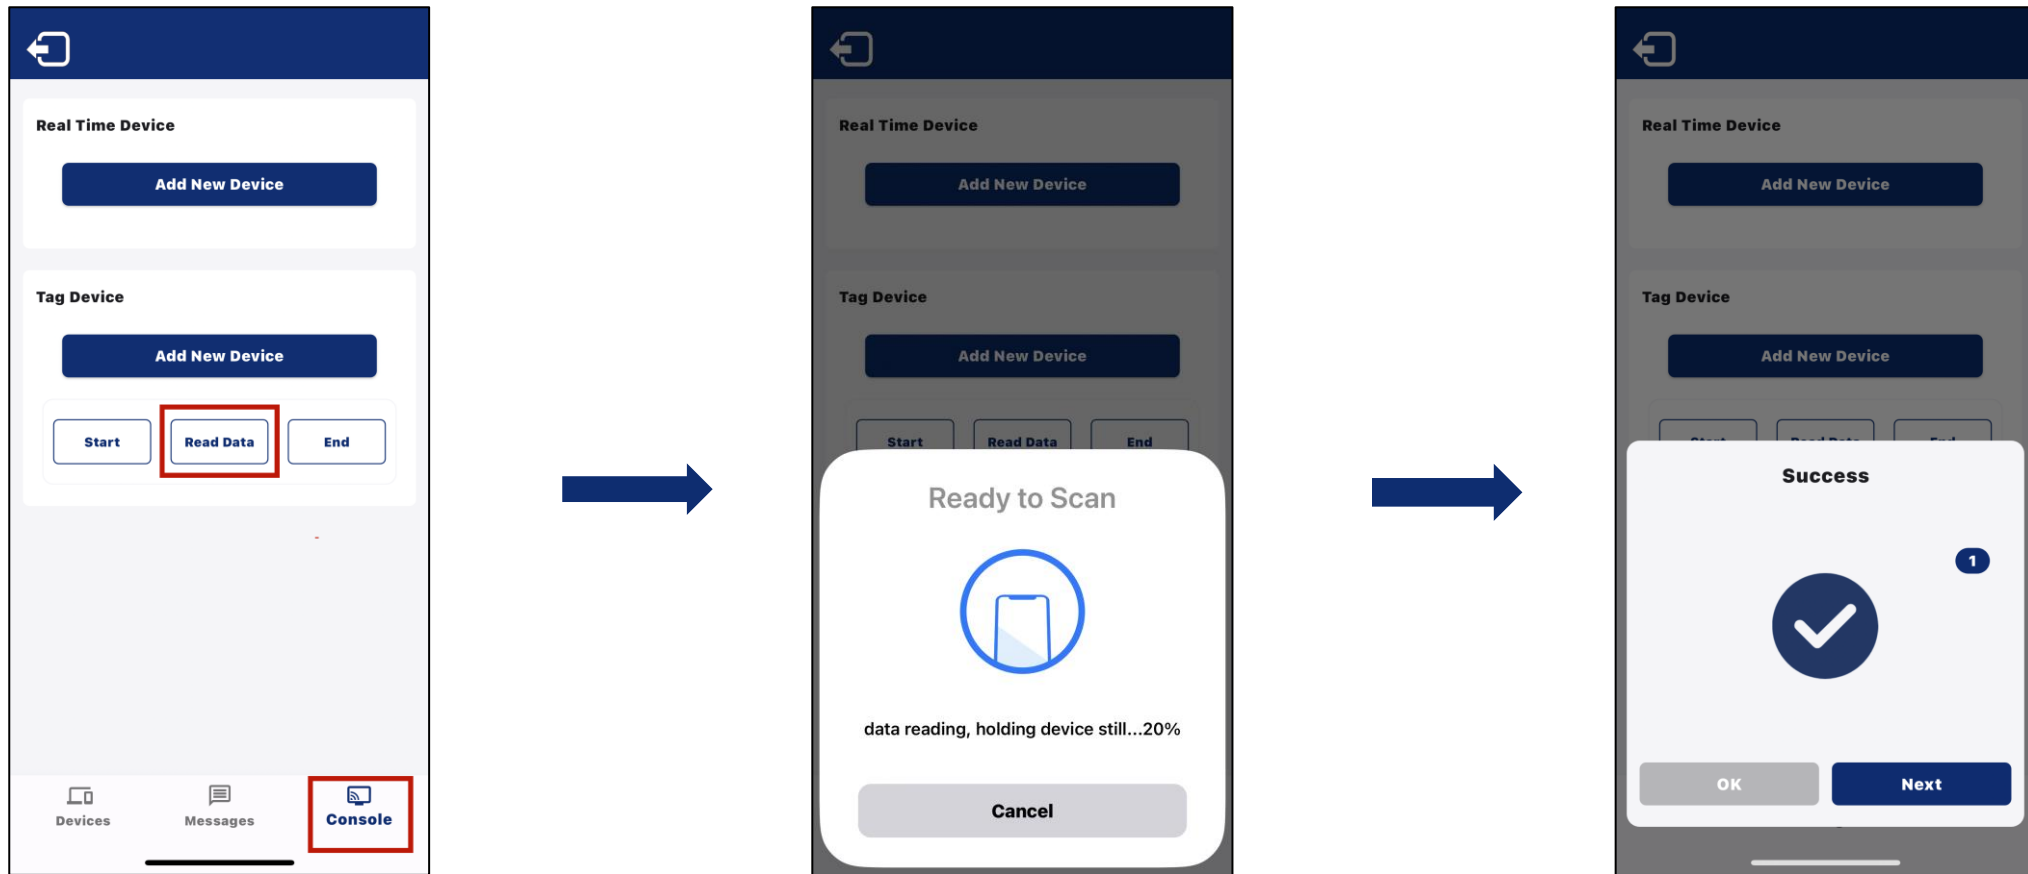 Real Time Device
Add New Device
Tag Device
Add New Device
Start
Read Data
End
Devices
Messages
Console
Real Time Device
Add New Device
Tag Device
Add New Device
Start
Read Data
End
Ready to Scan
data reading, holding device still...20%
Cancel
Real Time Device
Add New Device
Tag Device
Add New Device
Success
1
OK
Next